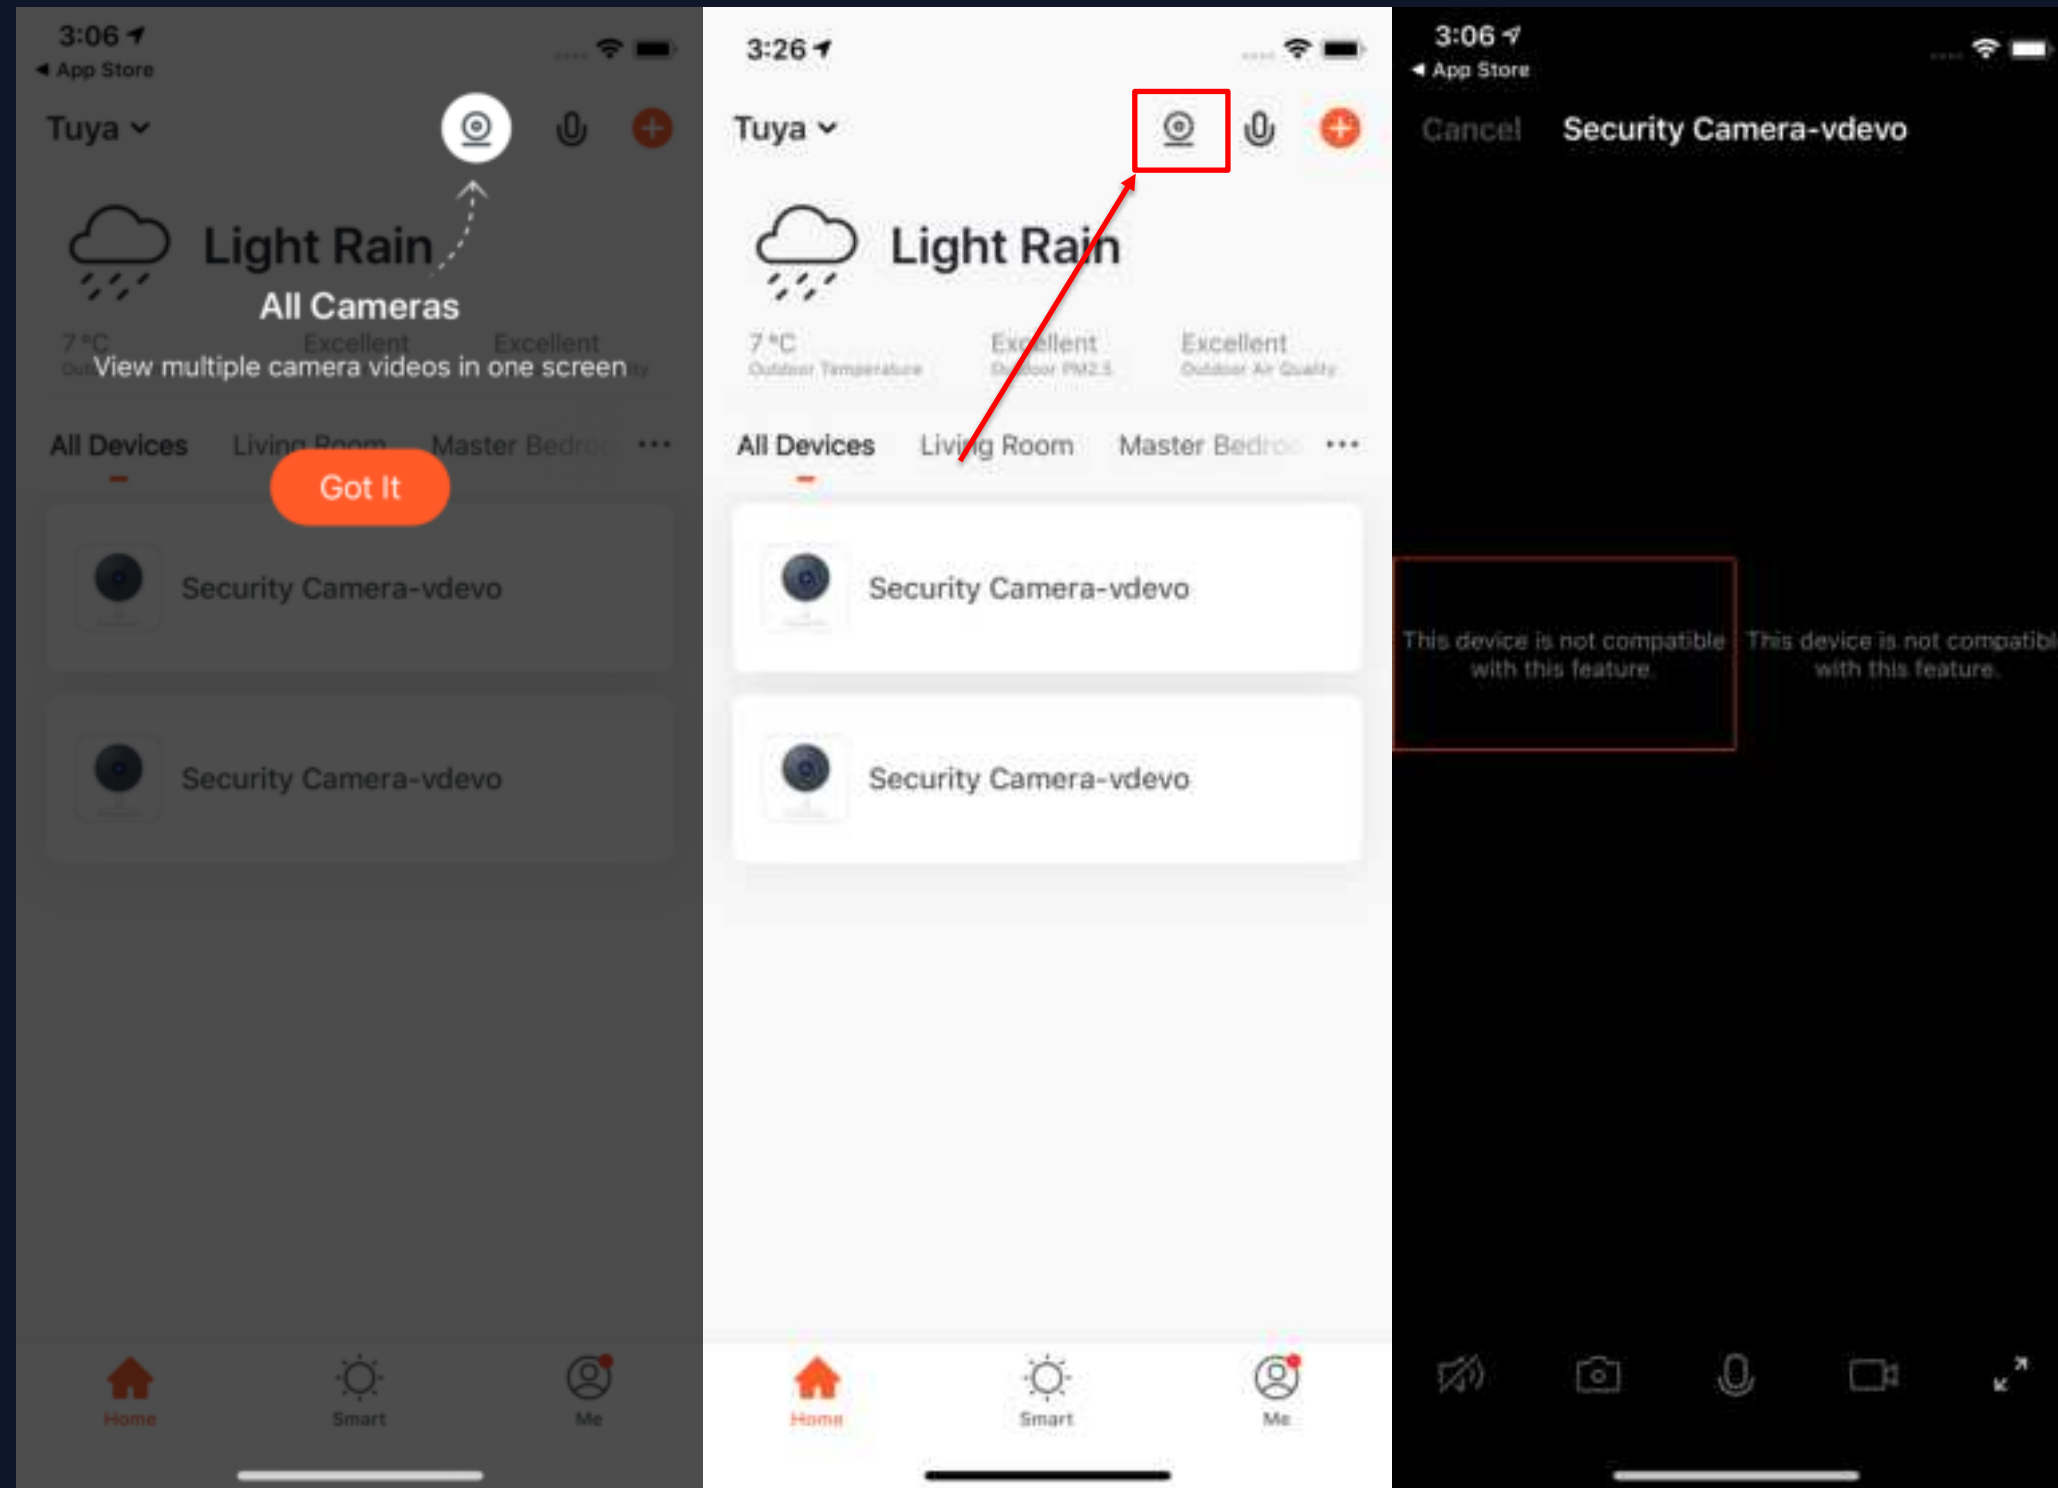 3:06
App Store
Tuya
Light Rain
All Cameras
7 °C
Excellent
Excellent
View multiple camera videos in one screen
All Devices
Living Room
Master Bedroo
Got It
Security Camera-vdevo
Security Camera-vdevo
Home
Smart
Me
3:26
Tuya
Light Rain
7 °C
Excellent
Excellent
Outdoor Temperature
Outdoor PM2.5
Outdoor Air Quality
All Devices
Living Room
Master Bedroo
Security Camera-vdevo
Security Camera-vdevo
Home
Smart
Me
3:06
App Store
Cancel
Security Camera-vdevo
This device is not compatible
with this feature.
This device is not compatibl
with this feature.